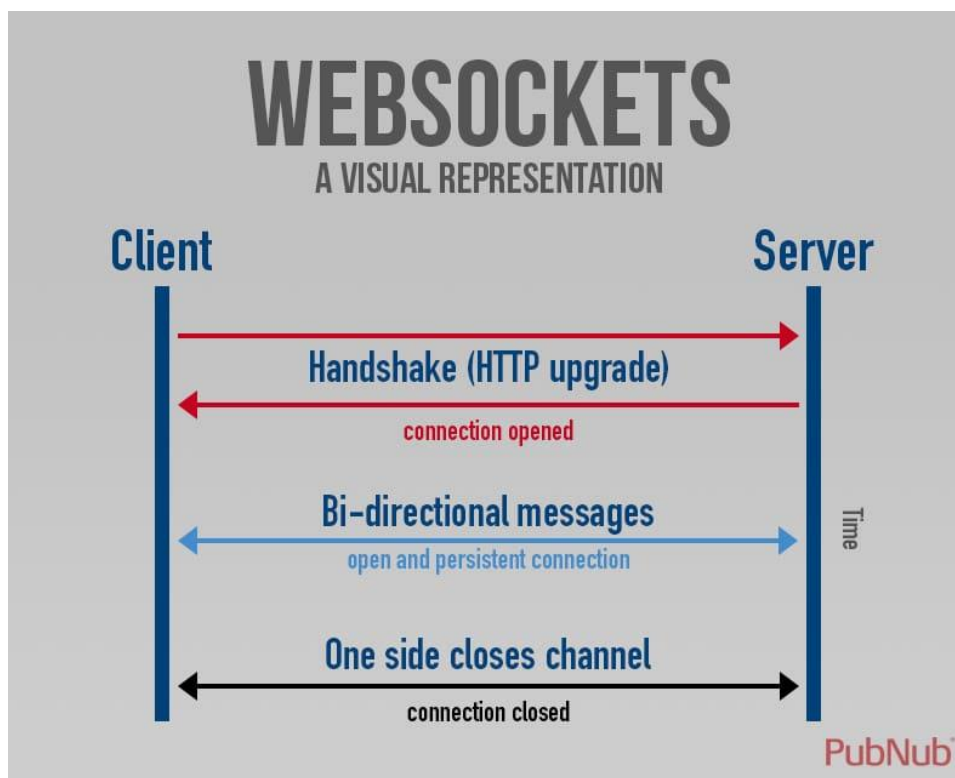 WEBSOCKETS
A VISUAL REPRESENTATION
Client
Server
Handshake (HTTP upgrade)
connection opened
Bi-directional messages
open and persistent connection
Time
One side closes channel
connection closed
PubNub